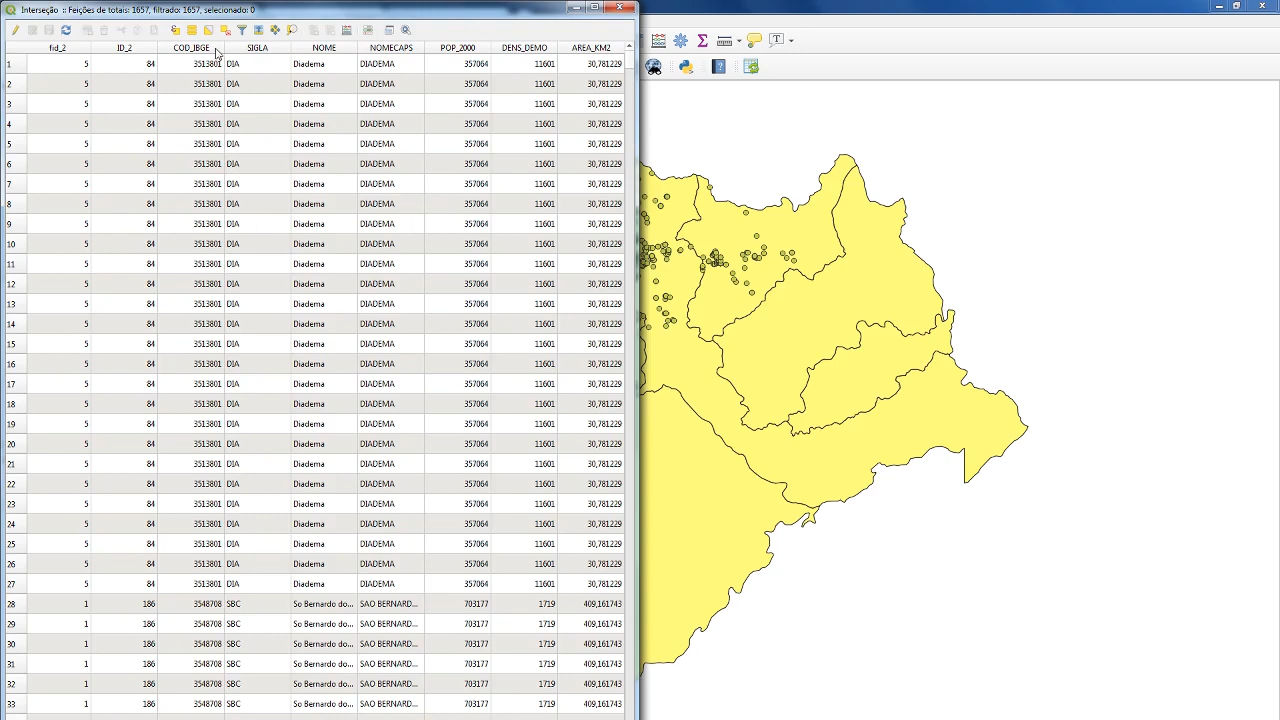 Interseção :: Feições de totais: 1657, filtrado: 1657, selecionado: 0
fid_2 ID_2 COD_IBGE SIGLA NOME NOMECAPS POP_2000 DENS_DEMO AREA_KM2
1 5 84 3513801 DIA Diadema DIADEMA 357064 11601 30,781229
2 5 84 3513801 DIA Diadema DIADEMA 357064 11601 30,781229
3 5 84 3513801 DIA Diadema DIADEMA 357064 11601 30,781229
4 5 84 3513801 DIA Diadema DIADEMA 357064 11601 30,781229
5 5 84 3513801 DIA Diadema DIADEMA 357064 11601 30,781229
6 5 84 3513801 DIA Diadema DIADEMA 357064 11601 30,781229
7 5 84 3513801 DIA Diadema DIADEMA 357064 11601 30,781229
8 5 84 3513801 DIA Diadema DIADEMA 357064 11601 30,781229
9 5 84 3513801 DIA Diadema DIADEMA 357064 11601 30,781229
10 5 84 3513801 DIA Diadema DIADEMA 357064 11601 30,781229
11 5 84 3513801 DIA Diadema DIADEMA 357064 11601 30,781229
12 5 84 3513801 DIA Diadema DIADEMA 357064 11601 30,781229
13 5 84 3513801 DIA Diadema DIADEMA 357064 11601 30,781229
14 5 84 3513801 DIA Diadema DIADEMA 357064 11601 30,781229
15 5 84 3513801 DIA Diadema DIADEMA 357064 11601 30,781229
16 5 84 3513801 DIA Diadema DIADEMA 357064 11601 30,781229
17 5 84 3513801 DIA Diadema DIADEMA 357064 11601 30,781229
18 5 84 3513801 DIA Diadema DIADEMA 357064 11601 30,781229
19 5 84 3513801 DIA Diadema DIADEMA 357064 11601 30,781229
20 5 84 3513801 DIA Diadema DIADEMA 357064 11601 30,781229
21 5 84 3513801 DIA Diadema DIADEMA 357064 11601 30,781229
22 5 84 3513801 DIA Diadema DIADEMA 357064 11601 30,781229
23 5 84 3513801 DIA Diadema DIADEMA 357064 11601 30,781229
24 5 84 3513801 DIA Diadema DIADEMA 357064 11601 30,781229
25 5 84 3513801 DIA Diadema DIADEMA 357064 11601 30,781229
26 5 84 3513801 DIA Diadema DIADEMA 357064 11601 30,781229
27 5 84 3513801 DIA Diadema DIADEMA 357064 11601 30,781229
28 1 186 3548708 SBC So Bernardo do... SAO BERNARD... 703177 1719 409,161743
29 1 186 3548708 SBC So Bernardo do... SAO BERNARD... 703177 1719 409,161743
30 1 186 3548708 SBC So Bernardo do... SAO BERNARD... 703177 1719 409,161743
31 1 186 3548708 SBC So Bernardo do... SAO BERNARD... 703177 1719 409,161743
32 1 186 3548708 SBC So Bernardo do... SAO BERNARD... 703177 1719 409,161743
33 1 186 3548708 SBC So Bernardo do... SAO BERNARD... 703177 1719 409,161743